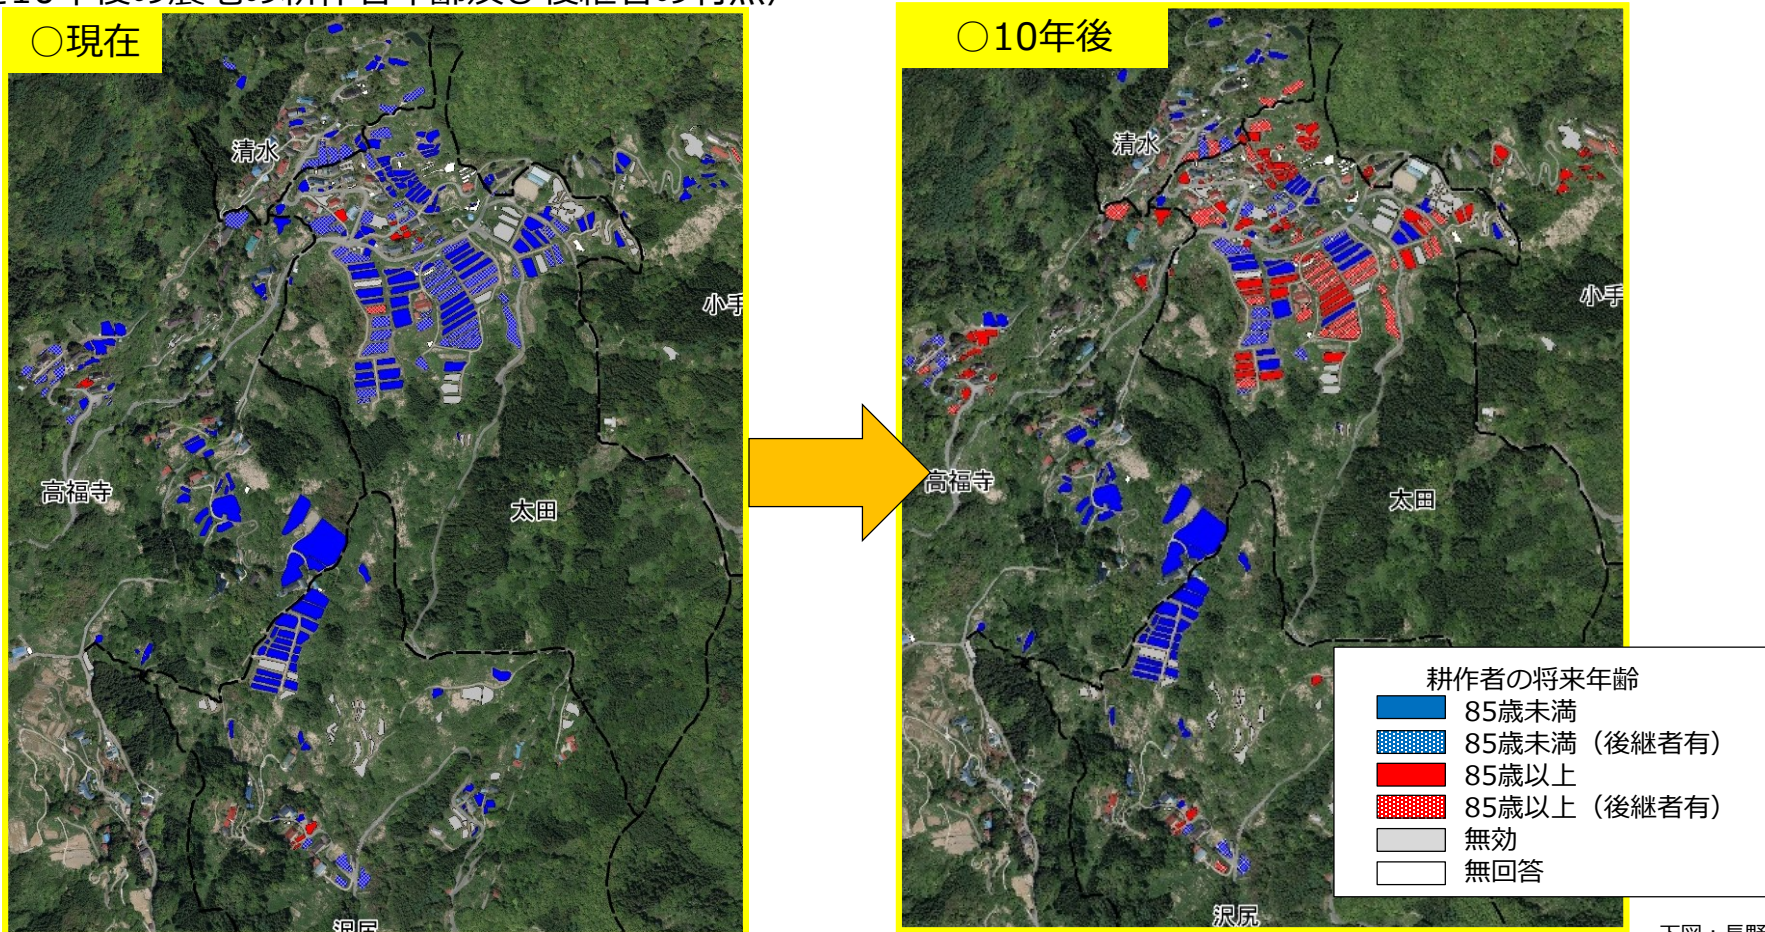 ○現在
清水
小手
高福寺
太田
沢尻
○10年後
清水
小手
高福寺
太田
沢尻
耕作者の将来年齢
85歳未満
85歳未満（後継者有）
85歳以上
85歳以上（後継者有）
無効
無回答